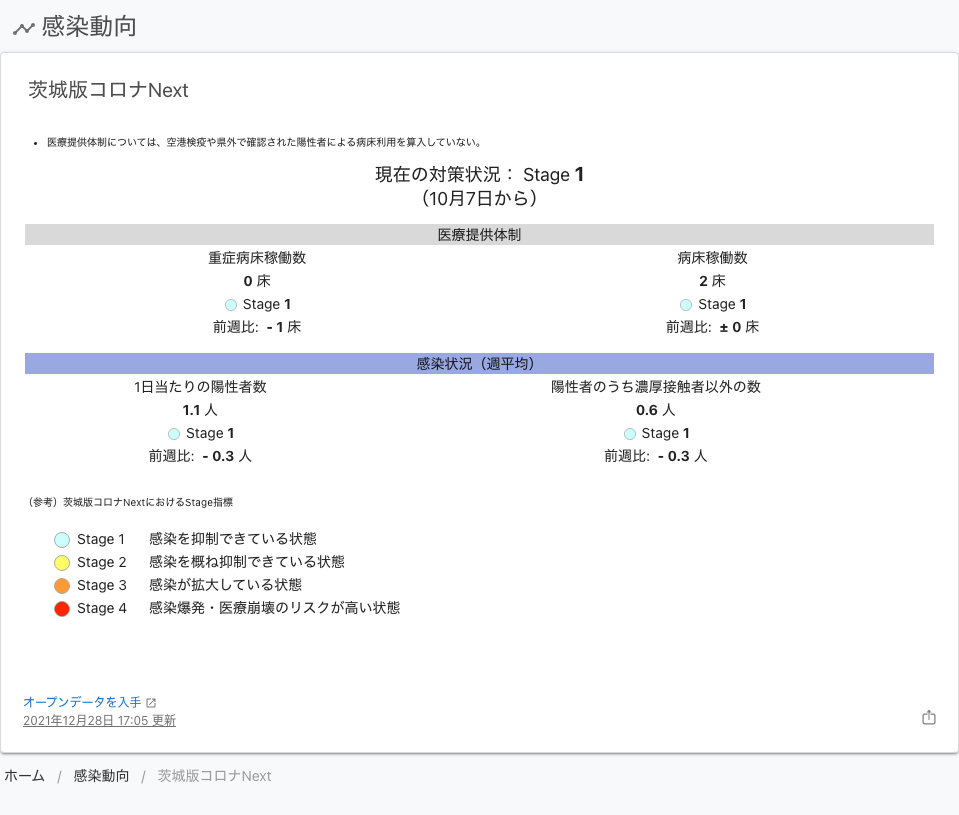 感染動向
茨城版コロナNext
• 医療提供体制については、空港検疫や県外で確認された陽性者による病床利用を算入していない。
現在の対策状況： Stage 1
（10月7日から）
医療提供体制
重症病床稼働数 病床稼働数
0 床 2 床
Stage 1 Stage 1
前週比: - 1 床 前週比: ± 0 床
感染状況（週平均）
1日当たりの陽性者数 陽性者のうち濃厚接触者以外の数
1.1 人 0.6 人
Stage 1 Stage 1
前週比: - 0.3 人 前週比: - 0.3 人
（参考）茨城版コロナNextにおけるStage指標
Stage 1 感染を抑制できている状態
Stage 2 感染を概ね抑制できている状態
Stage 3 感染が拡大している状態
Stage 4 感染爆発・医療崩壊のリスクが高い状態
オープンデータを入手
2021年12月28日 17:05 更新
ホーム / 感染動向 / 茨城版コロナNext